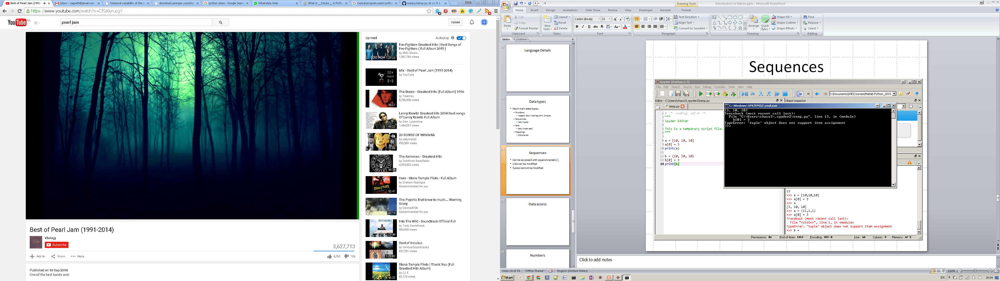 Best of Pearl Jam (1991-
Inbox - zagreth@gmail.com
Temporal variability of the o
download.springer.com/stat
python jokes - Google Searc
WhatsApp Web
What is __future__ in Pytho
typical program parts pytho
numpy/setup.py at v1.9.1
Juan
https://www.youtube.com/watch?v=CfSa9yrucgY
YouTube NL
pearl jam
Upload
Up next
Autoplay
Foo Fighters Greatest Hits | Best Songs of
Foo Fighters ( Full Album 2015 )
by M4U Music
1,561,769 views
FOO FIGH
1:27:23
Mix - Best of Pearl Jam (1991-2014)
by YouTube
50+
VIDEOS
The Doors - Greatest Hits (Full Album) 1996
by Townreo
6,768,548 views
56:27
Lenny Kravitz Greatest Hits 2014 Best songs
Of Lenny Kravitz Full Album
by Gen. Lysandros
1,464,297 views
1:46:23
20 SONGS OF NIRVANA
by xedymale3
459,569 views
1:19:26
The Ramones - Greatest Hits
by SoloPunk RockRadio
4,595,530 views
50:36
Core - Stone Temple Pilots - Full Album
by Graham Rodrigue
Recommended for you
53:41
The Psychic that knew to much... Warning
Scary
by Dennis4706
Recommended for you
23:14
Into The Wild - Soundtrack Official Full
by Todo Soundtrack
590,408 views
27:50
Best of Incubus
by VariousSoundtracks
697,251 views
1:29:02
Stone Temple Pilots | Thank You (Full
Greatest Hits Album)
by CJ E.
62,176 views
58:33
Best of Pearl Jam (1991-2014)
vitalogy
Subscribe
3,627,713
Add to
Share
More
6,763
185
Published on 10 Sep 2014
One of the best bands ever.
Drawing Tools
Introduction to Python.pptx - Microsoft PowerPoint
Home
Insert
Design
Animations
Slide Show
Review
View
Developer
Acrobat
Format
Paste
Cut
Copy
Format Painter
Clipboard
New
Slide
Layout
Reset
Delete
Slides
Calibri (Body)
32
Font
Text Direction
Align Text
Convert to SmartArt
Paragraph
Arrange
Quick
Styles
Shape Fill
Shape Outline
Shape Effects
Drawing
Find
Replace
Select
Editing
Slides
Outline
22
Language Details
23
Data types
• Has 4 main data types:
– Numbers
• Integers, Bool, Floating point, Complex.
– Sequences
• Lists, Tuples.
– Sets
• Sets, Frozen sets.
– Mappings
• Dictionaries.
24
Sequences
• Can be accessed with square brackets [].
• Lists can be modified
• Tuples cannot be modified
25
Data access
26
Numbers
Sequences
Spyder (Python 2.7)
File Edit Search Source Run Debug Consoles Tools View Help
D:\Documents\IHE\Courses\Matlab-Python_2015
Editor - C:\Users\chaco3\.spyder2\temp.py
Object inspector
temp.py
1 # -*- coding: utf-8 -*-
2 """
3 Spyder Editor
4
5 This is a temporary script file.
6 """
7
8 a = [10, 10, 10]
9 a[0] = 3
10 print(a)
11
12 b = (10, 10, 10)
13 b[0] = 3
14 print(b)
C:\Windows\SYSTEM32\cmd.exe
[3, 10, 10]
Traceback (most recent call last):
File "C:\Users\chaco3\.spyder2\temp.py", line 13, in <module>
b[0] = 3
TypeError: 'tuple' object does not support item assignment
>>>
13
>>> a = [10,10,10]
>>> a[0] = 3
>>> a
[3, 10, 10]
>>> a = (11,1,1)
>>> a[0] = 3
Traceback (most recent call last):
File "<stdin>", line 1, in <module>
TypeError: 'tuple' object does not support item assignment
>>> b =
Permissions: RW
End-of-lines: CRLF
Encoding: UTF-8
Line: 14
Column: 9
Memory: 67 %
Click to add notes
Slide 24 of 29
"Office Theme"
English (United States)
112%
Start
EN
18:04